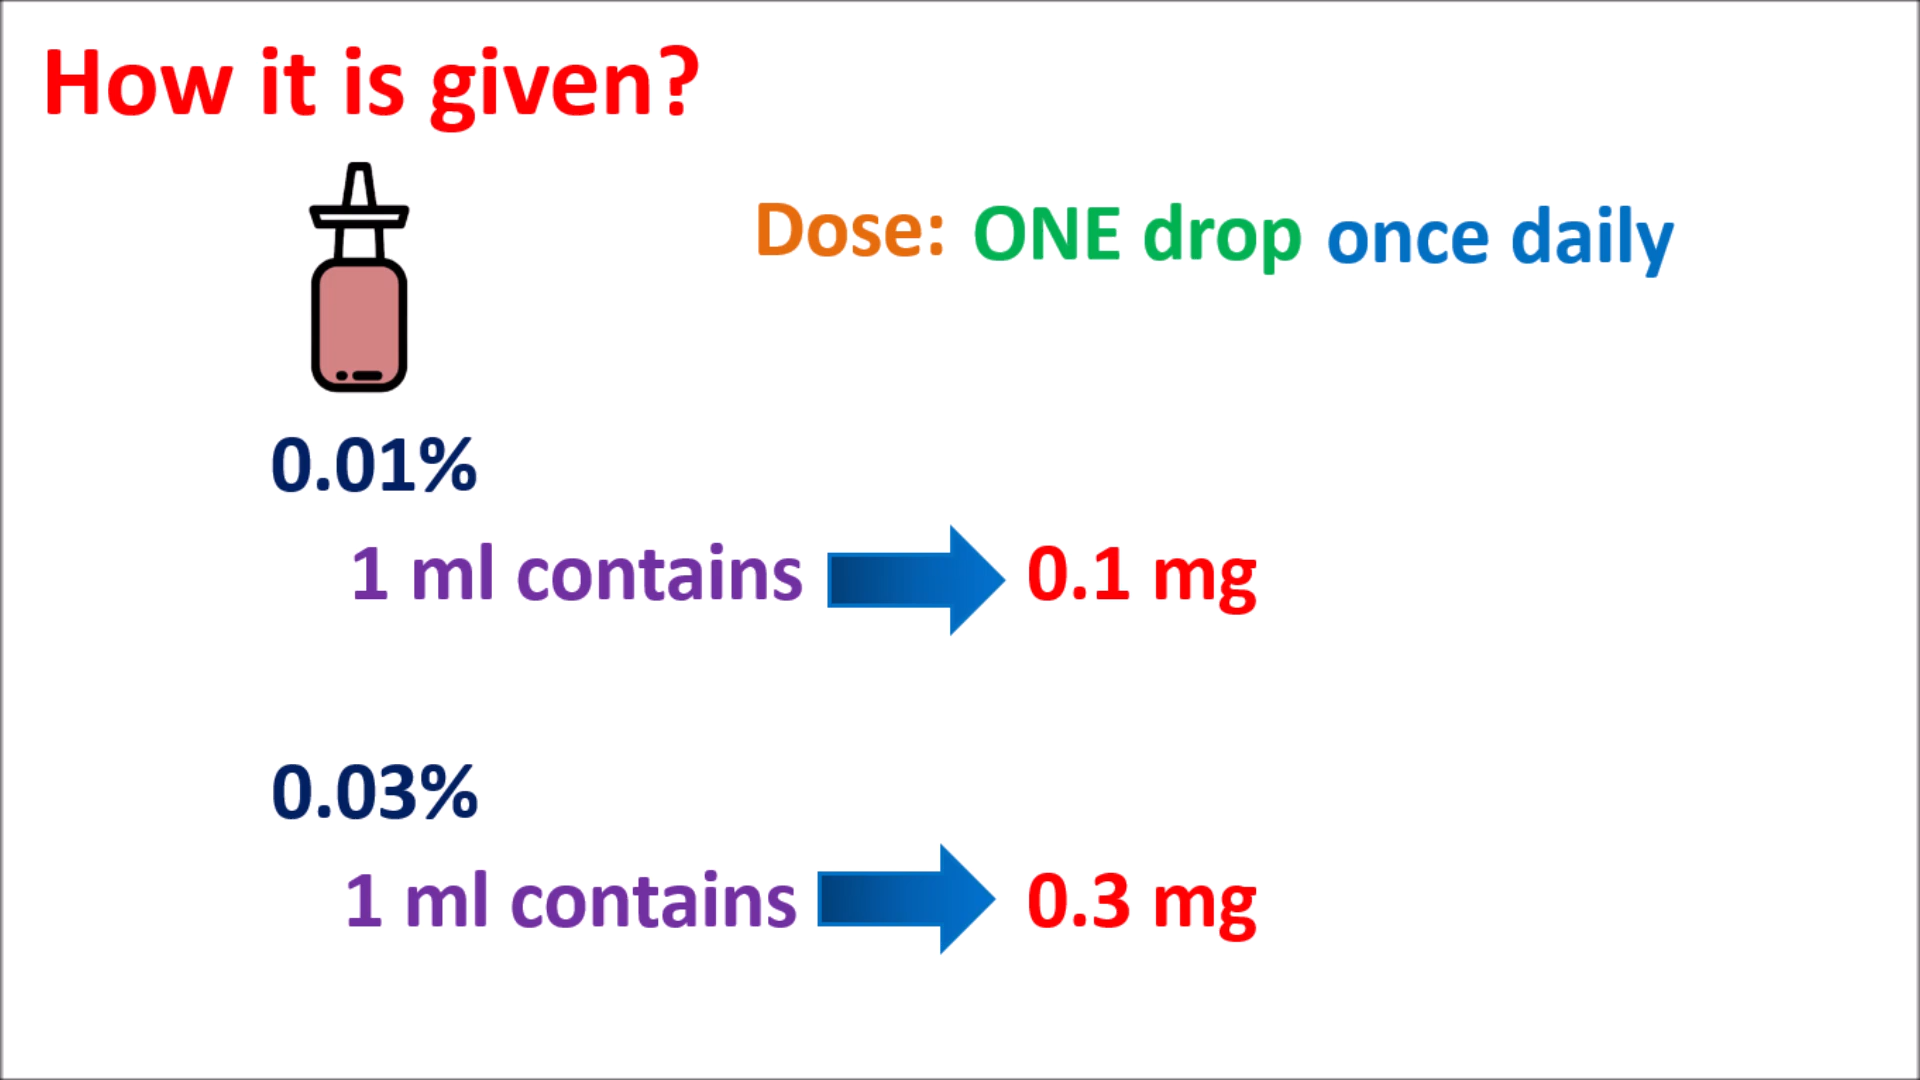 How it is given?
Dose: ONE drop once daily
0.01%
1 ml contains 0.1 mg
0.03%
1 ml contains 0.3 mg